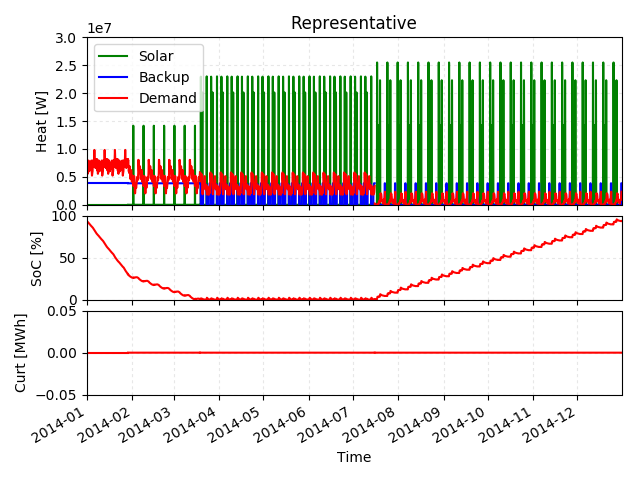 Representative
1e7
3.0
2.5
2.0
1.5
1.0
0.5
0.0
Heat [W]
Solar
Backup
Demand
100
50
0
SoC [%]
0.05
0.00
−0.05
Curt [MWh]
2014-01
2014-02
2014-03
2014-04
2014-05
2014-06
2014-07
2014-08
2014-09
2014-10
2014-11
2014-12
Time